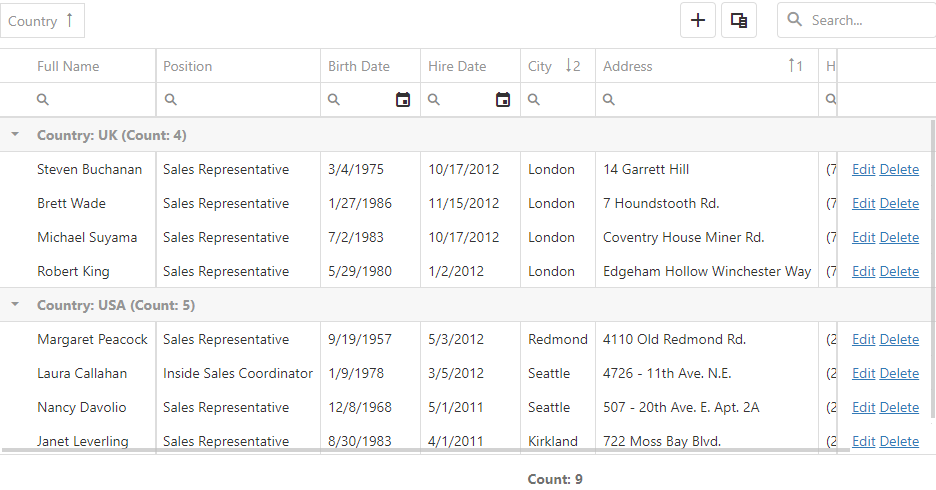 Country
Search...
Full Name Position Birth Date Hire Date City 2 Address 1 H
Country: UK (Count: 4)
Steven Buchanan Sales Representative 3/4/1975 10/17/2012 London 14 Garrett Hill (7 Edit Delete
Brett Wade Sales Representative 1/27/1986 11/15/2012 London 7 Houndstooth Rd. (7 Edit Delete
Michael Suyama Sales Representative 7/2/1983 10/17/2012 London Coventry House Miner Rd. (7 Edit Delete
Robert King Sales Representative 5/29/1980 1/2/2012 London Edgeham Hollow Winchester Way (7 Edit Delete
Country: USA (Count: 5)
Margaret Peacock Sales Representative 9/19/1957 5/3/2012 Redmond 4110 Old Redmond Rd. (2 Edit Delete
Laura Callahan Inside Sales Coordinator 1/9/1978 3/5/2012 Seattle 4726 - 11th Ave. N.E. (2 Edit Delete
Nancy Davolio Sales Representative 12/8/1968 5/1/2011 Seattle 507 - 20th Ave. E. Apt. 2A (2 Edit Delete
Janet Leverling Sales Representative 8/30/1983 4/1/2011 Kirkland 722 Moss Bay Blvd. (2 Edit Delete
Count: 9